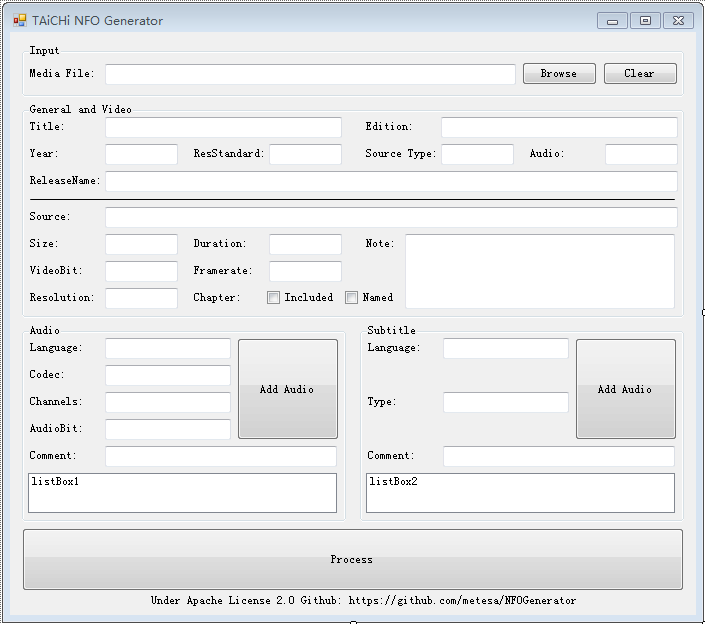 TAiCHi NFO Generator
Input
Media File: Browse Clear
General and Video
Title: Edition:
Year: ResStandard: Source Type: Audio:
ReleaseName:
Source:
Size: Duration: Note:
VideoBit: Framerate:
Resolution: Chapter: Included Named
Audio
Language:
Codec:
Channels:
AudioBit:
Add Audio
Comment:
listBox1
Subtitle
Language:
Type:
Add Audio
Comment:
listBox2
Process
Under Apache License 2.0 Github: https://github.com/metesa/NFOGenerator